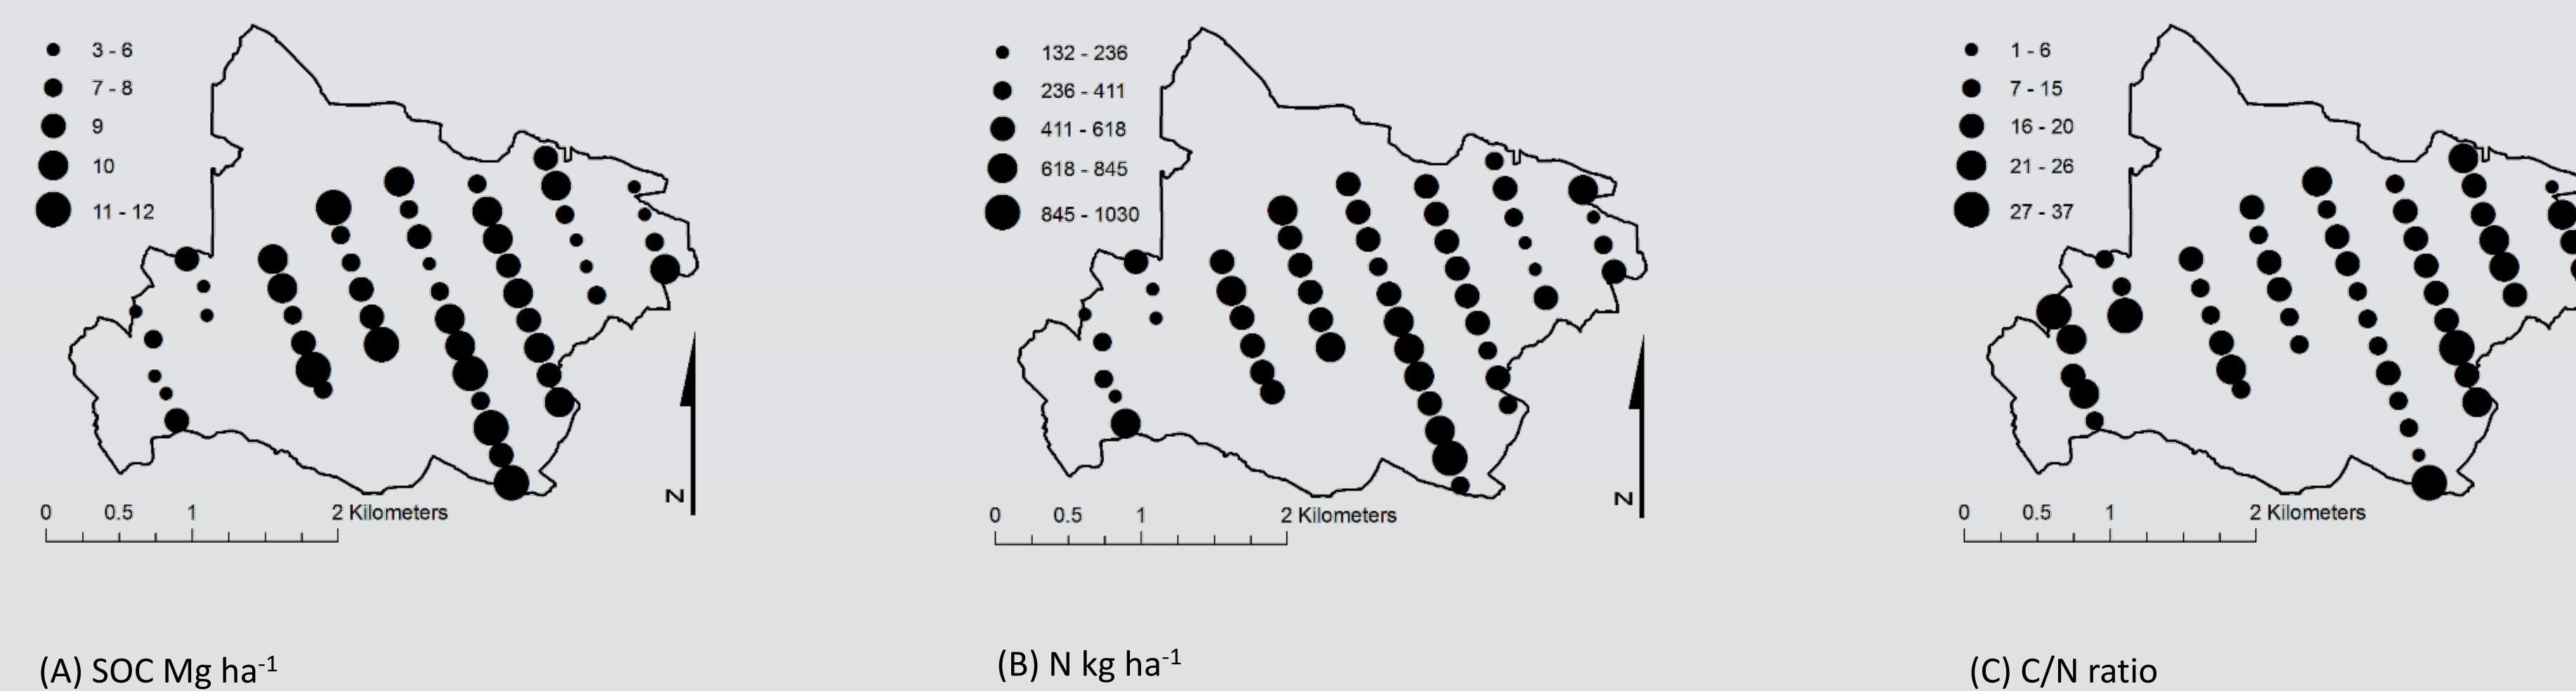 3 - 6
7 - 8
9
10
11 - 12
0 0.5 1 2 Kilometers
N
(A) SOC Mg ha-1
132 - 236
236 - 411
411 - 618
618 - 845
845 - 1030
0 0.5 1 2 Kilometers
N
(B) N kg ha-1
1 - 6
7 - 15
16 - 20
21 - 26
27 - 37
0 0.5 1 2 Kilometers
(C) C/N ratio